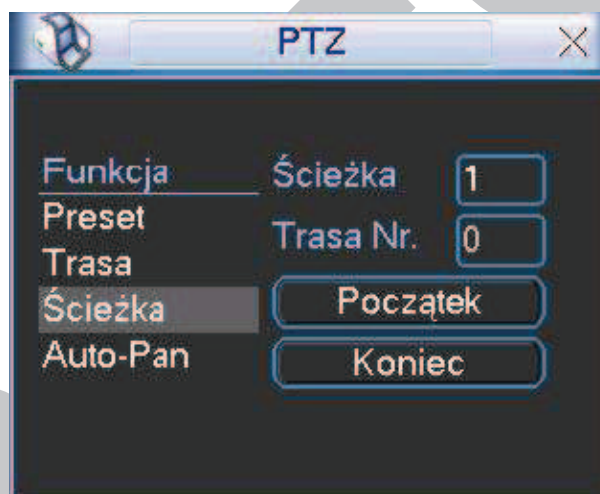 PTZ
Funkcja
Preset
Trasa
Ścieżka
Auto-Pan
Ścieżka 1
Trasa Nr. 0
Początek
Koniec